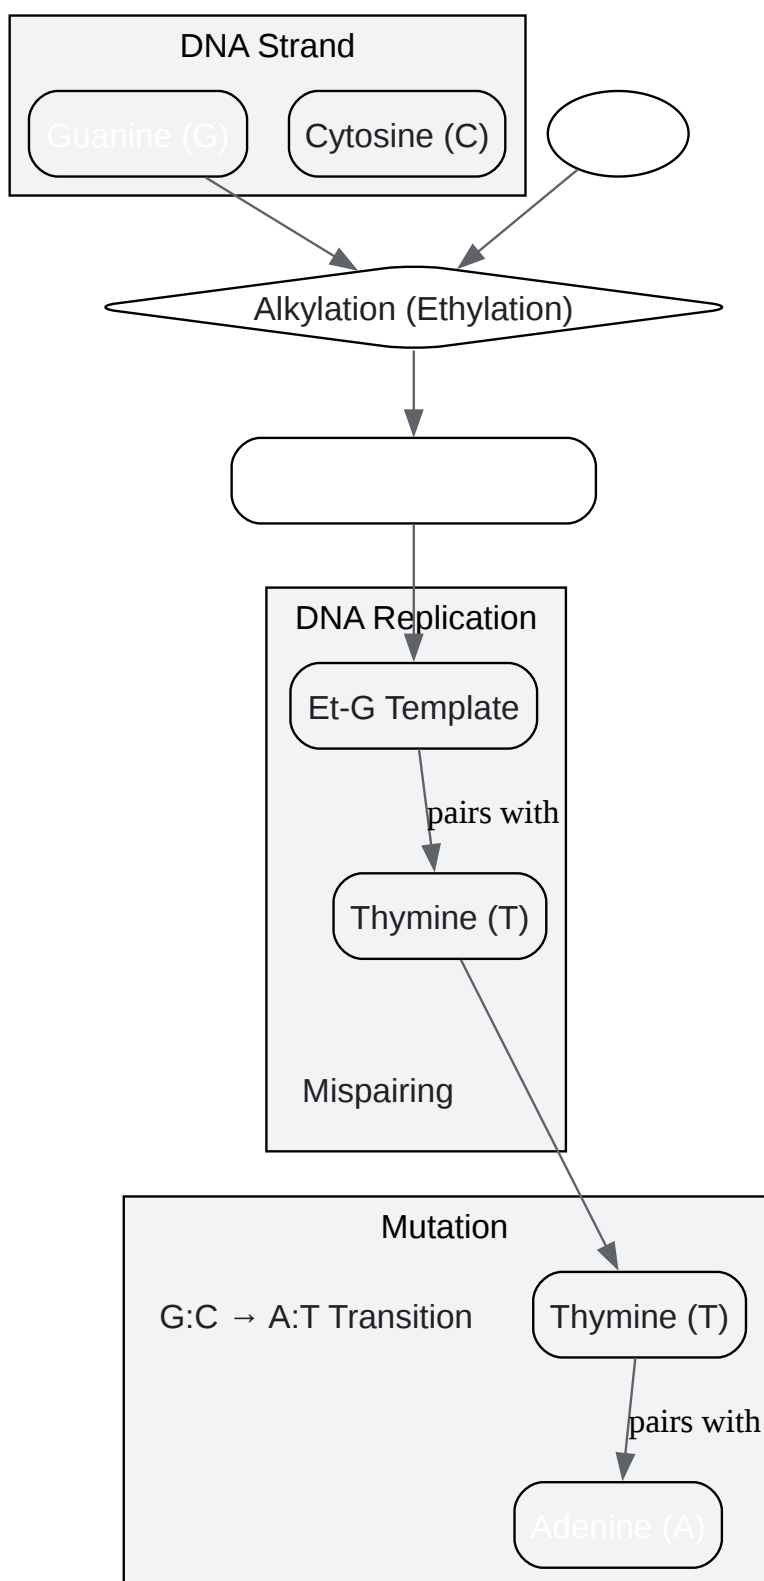 DNA Strand
Guanine (G)
Cytosine (C)
Alkylation (Ethylation)
DNA Replication
Et-G Template
pairs with
Thymine (T)
Mispairing
Mutation
G:C → A:T Transition
Thymine (T)
pairs with
Adenine (A)